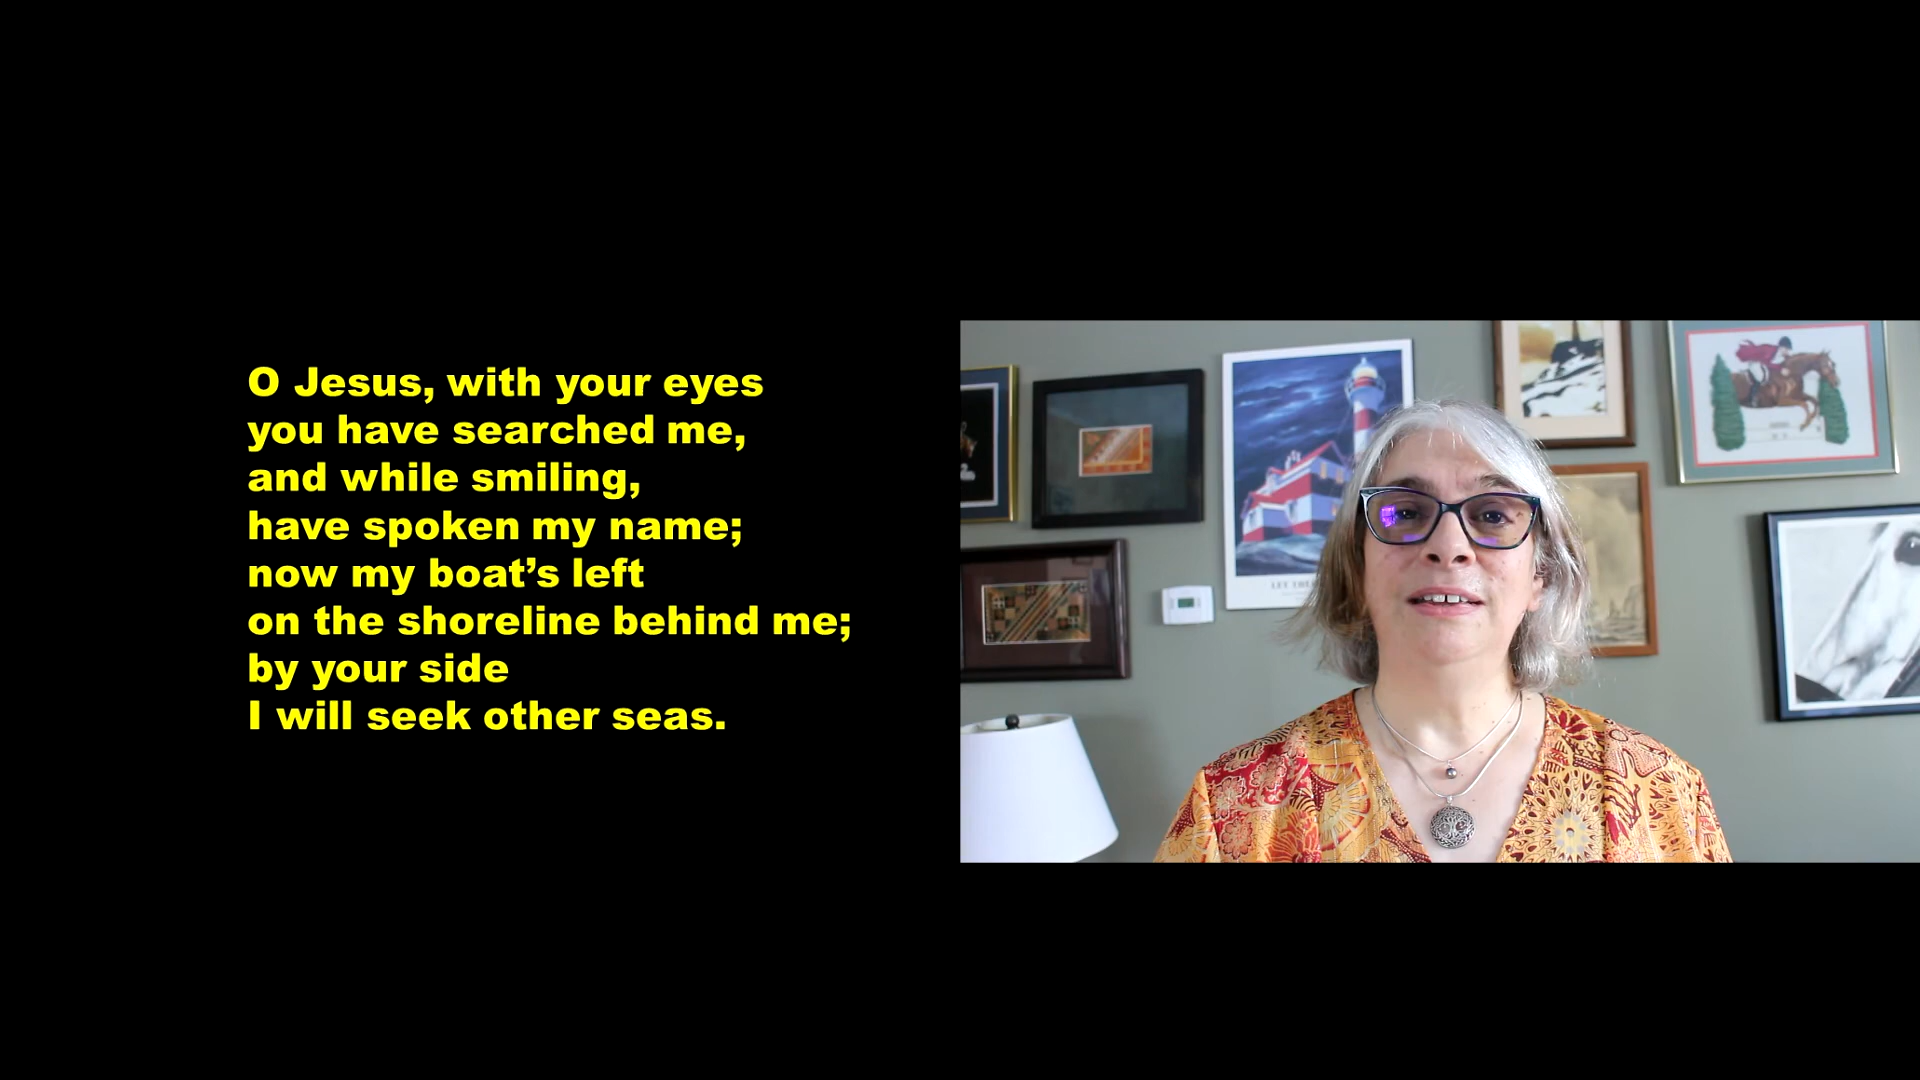 O Jesus, with your eyes
you have searched me,
and while smiling,
have spoken my name;
now my boat’s left
on the shoreline behind me;
by your side
I will seek other seas.